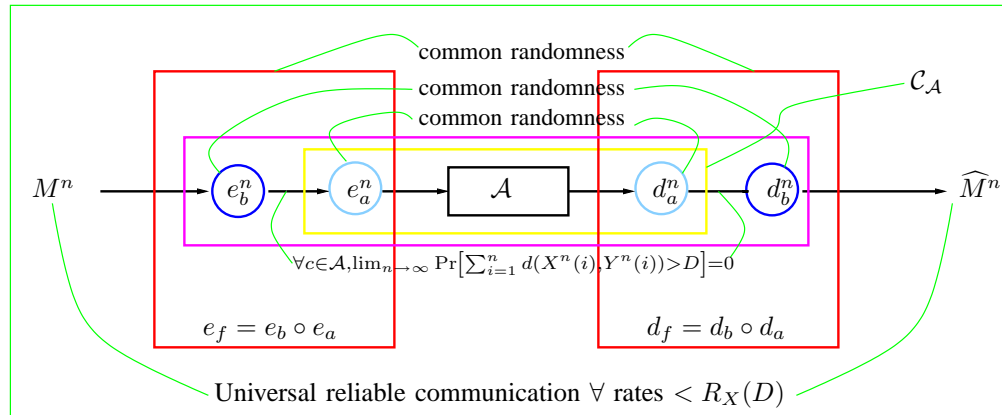 common randomness
common randomness
common randomness
$\mathcal{C}_{\mathcal{A}}$
$M^n$ $e_b^n$ $e_a^n$ $\mathcal{A}$ $d_a^n$ $d_b^n$ $\widehat{M}^n$
$\forall c \in \mathcal{A}, \lim_{n \to \infty} \Pr\left[\sum_{i=1}^{n} d(X^n(i), Y^n(i)) > D\right] = 0$
$e_f = e_b \circ e_a$ $d_f = d_b \circ d_a$
Universal reliable communication $\forall$ rates $< R_X(D)$